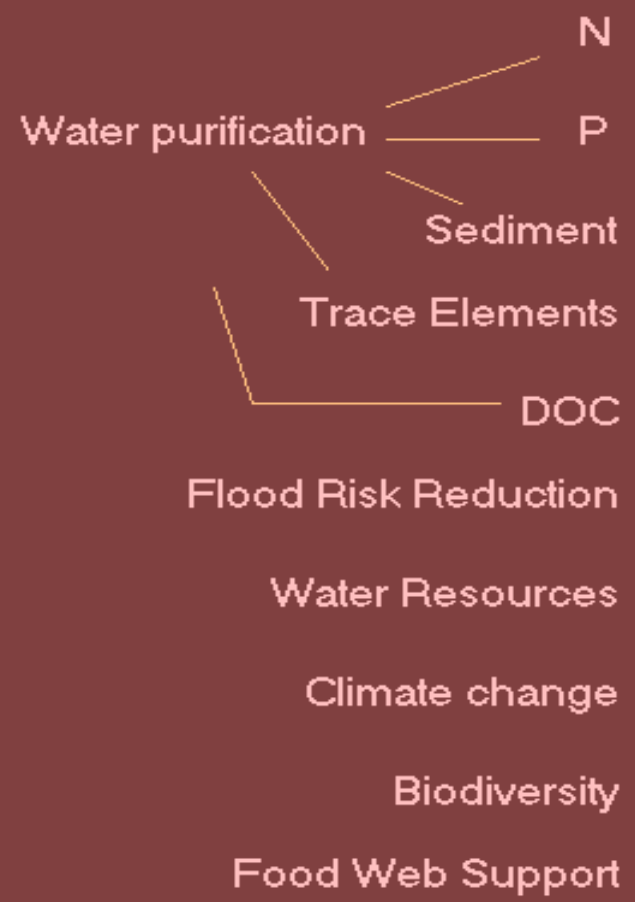 N
Water purification
P
Sediment
Trace Elements
DOC
Flood Risk Reduction
Water Resources
Climate change
Biodiversity
Food Web Support